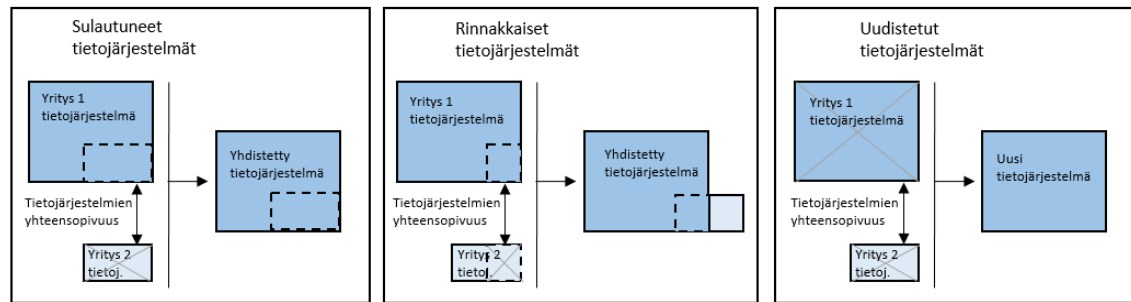 Sulautuneet
tietojärjestelmät
Yritys 1
tietojärjestelmä
Yhdistetty
tietojärjestelmä
Tietojärjestelmien
yhteensopivuus
Yritys 2
tietoj.
Rinnakkaiset
tietojärjestelmät
Yritys 1
tietojärjestelmä
Yhdistetty
tietojärjestelmä
Tietojärjestelmien
yhteensopivuus
Yritys 2
tietoj.
Uudistetut
tietojärjestelmät
Yritys 1
tietojärjestelmä
Uusi
tietojärjestelmä
Tietojärjestelmien
yhteensopivuus
Yritys 2
tietoj.